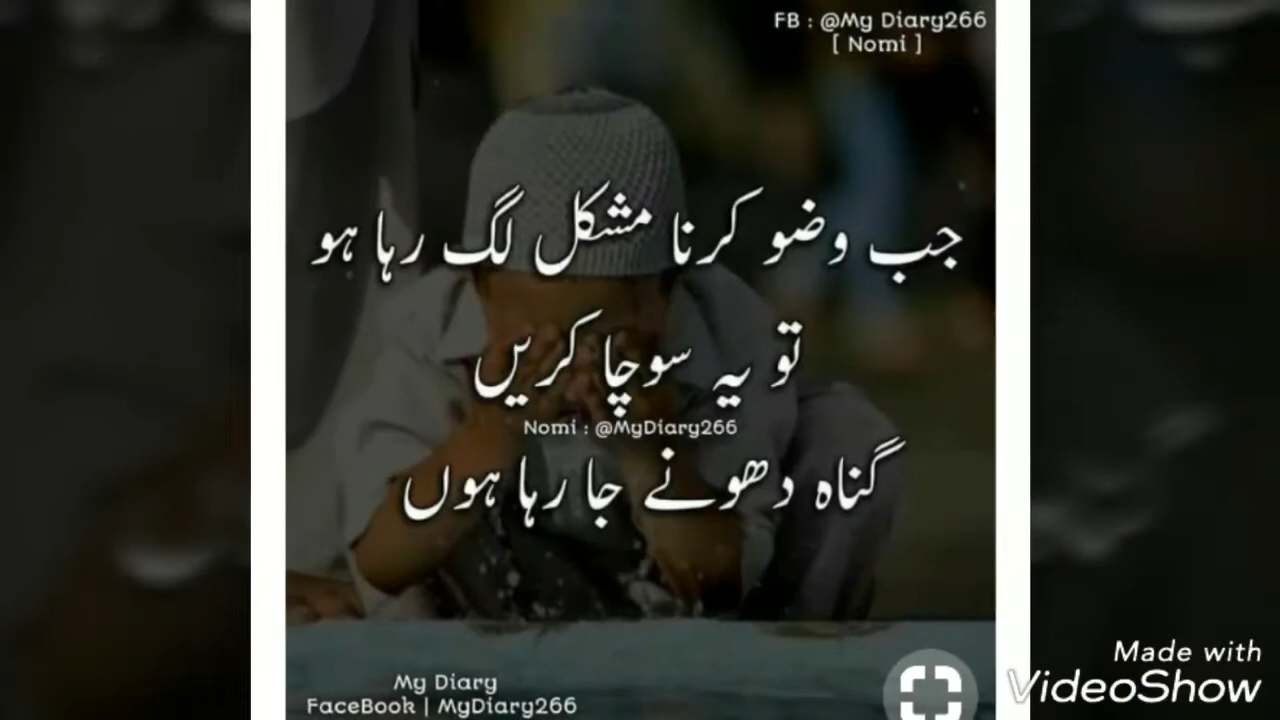 FB : @My Diary266
[ Nomi ]
جب وضو کرنا مشکل لگ رہا ہو
تو یہ سوچا کریں
Nomi : @MyDiary266
گناہ دھونے جا رہا ہوں
My Diary
FaceBook | MyDiary266
Made with
VideoShow